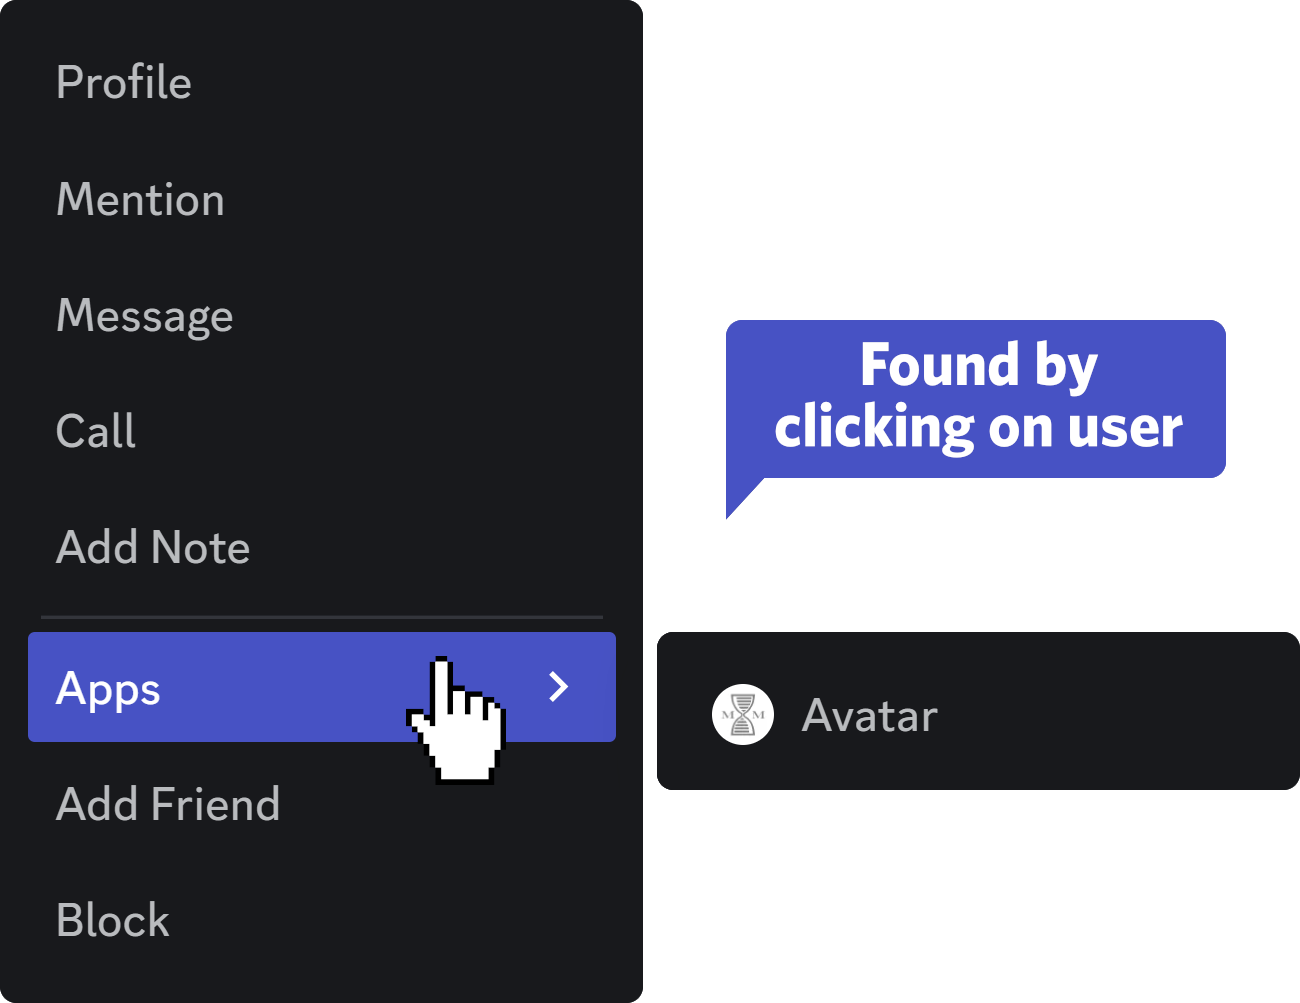 Profile
Mention
Message
Call
Add Note
Apps
Add Friend
Block
Found by
clicking on user
M M
Avatar